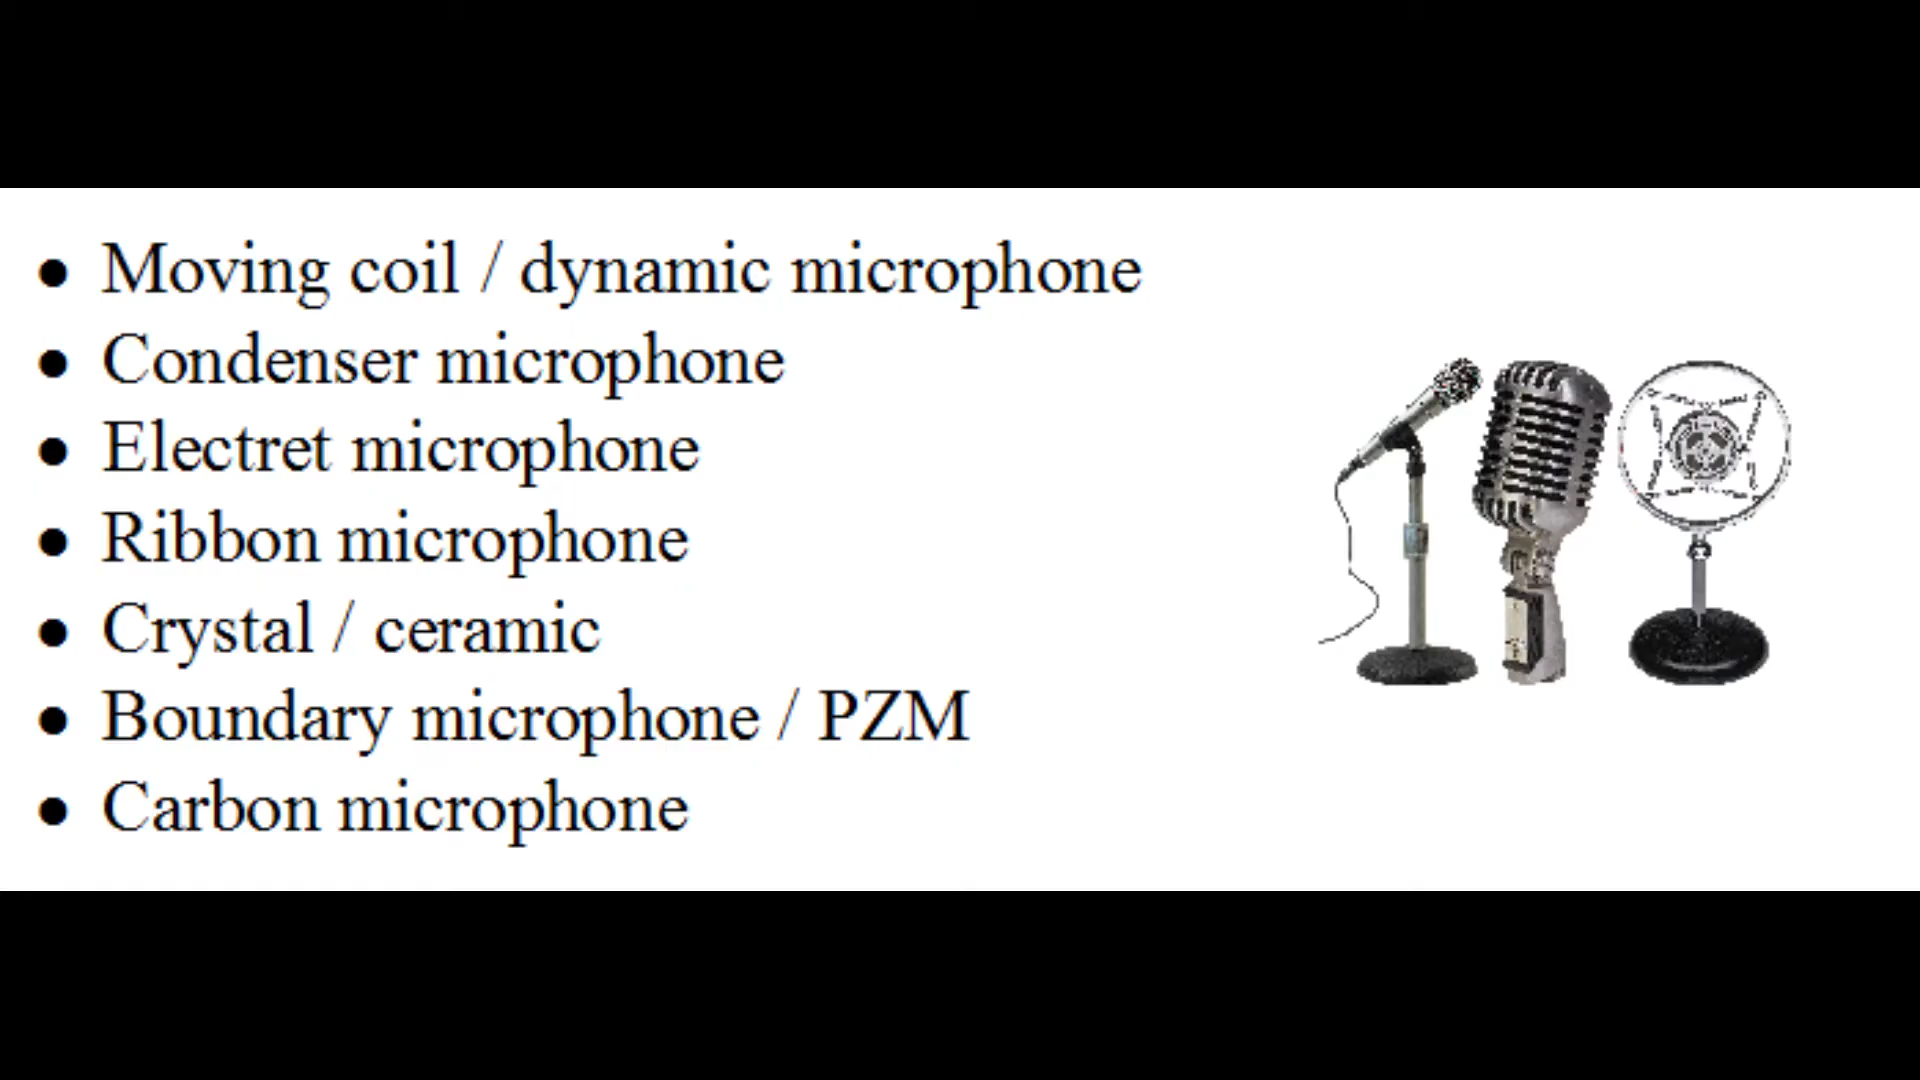 ● Moving coil / dynamic microphone
● Condenser microphone
● Electret microphone
● Ribbon microphone
● Crystal / ceramic
● Boundary microphone / PZM
● Carbon microphone